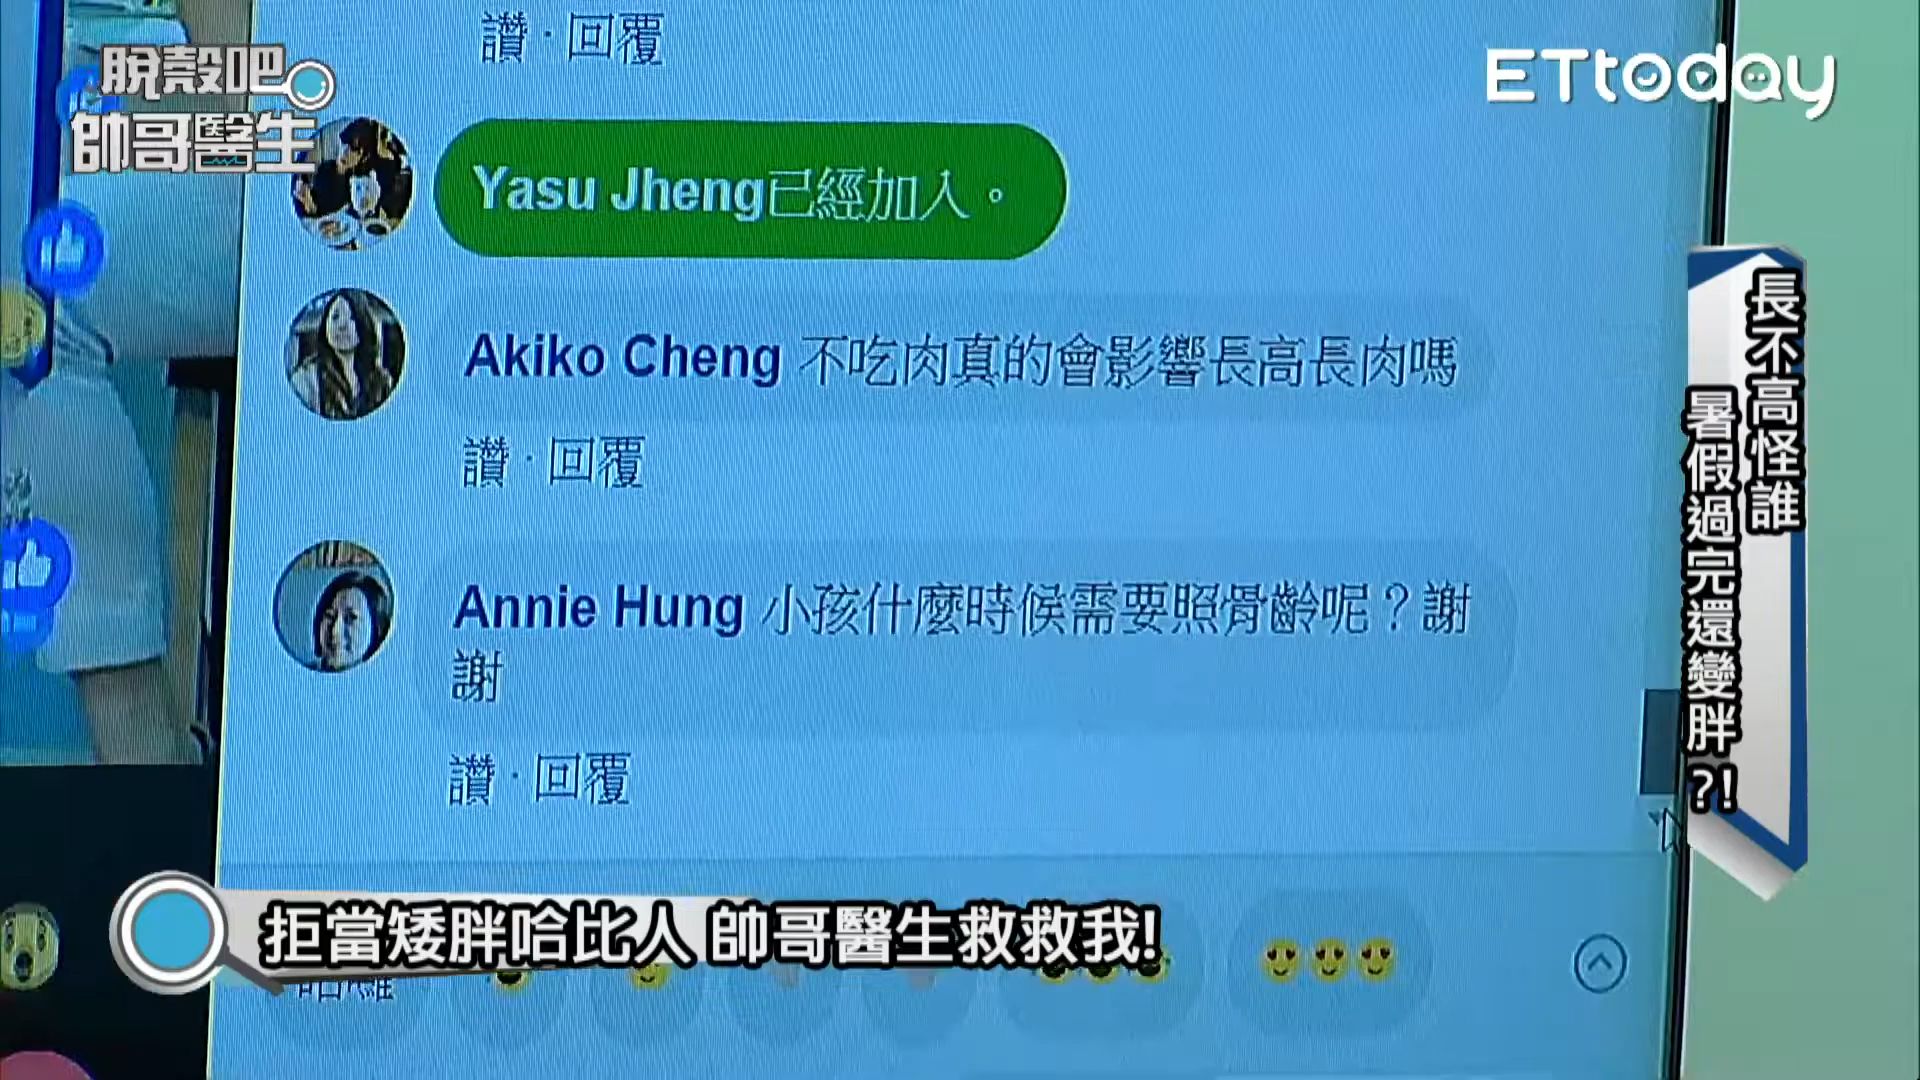 讚 · 回覆
脫殼吧
帥哥醫生
ETtoday
Yasu Jheng已經加入。
Akiko Cheng 不吃肉真的會影響長高長肉嗎
讚 · 回覆
Annie Hung 小孩什麼時候需要照骨齡呢？謝
謝
讚 · 回覆
長不高怪誰
暑假過完還變胖?!
拒當矮胖哈比人 帥哥醫生救救我!